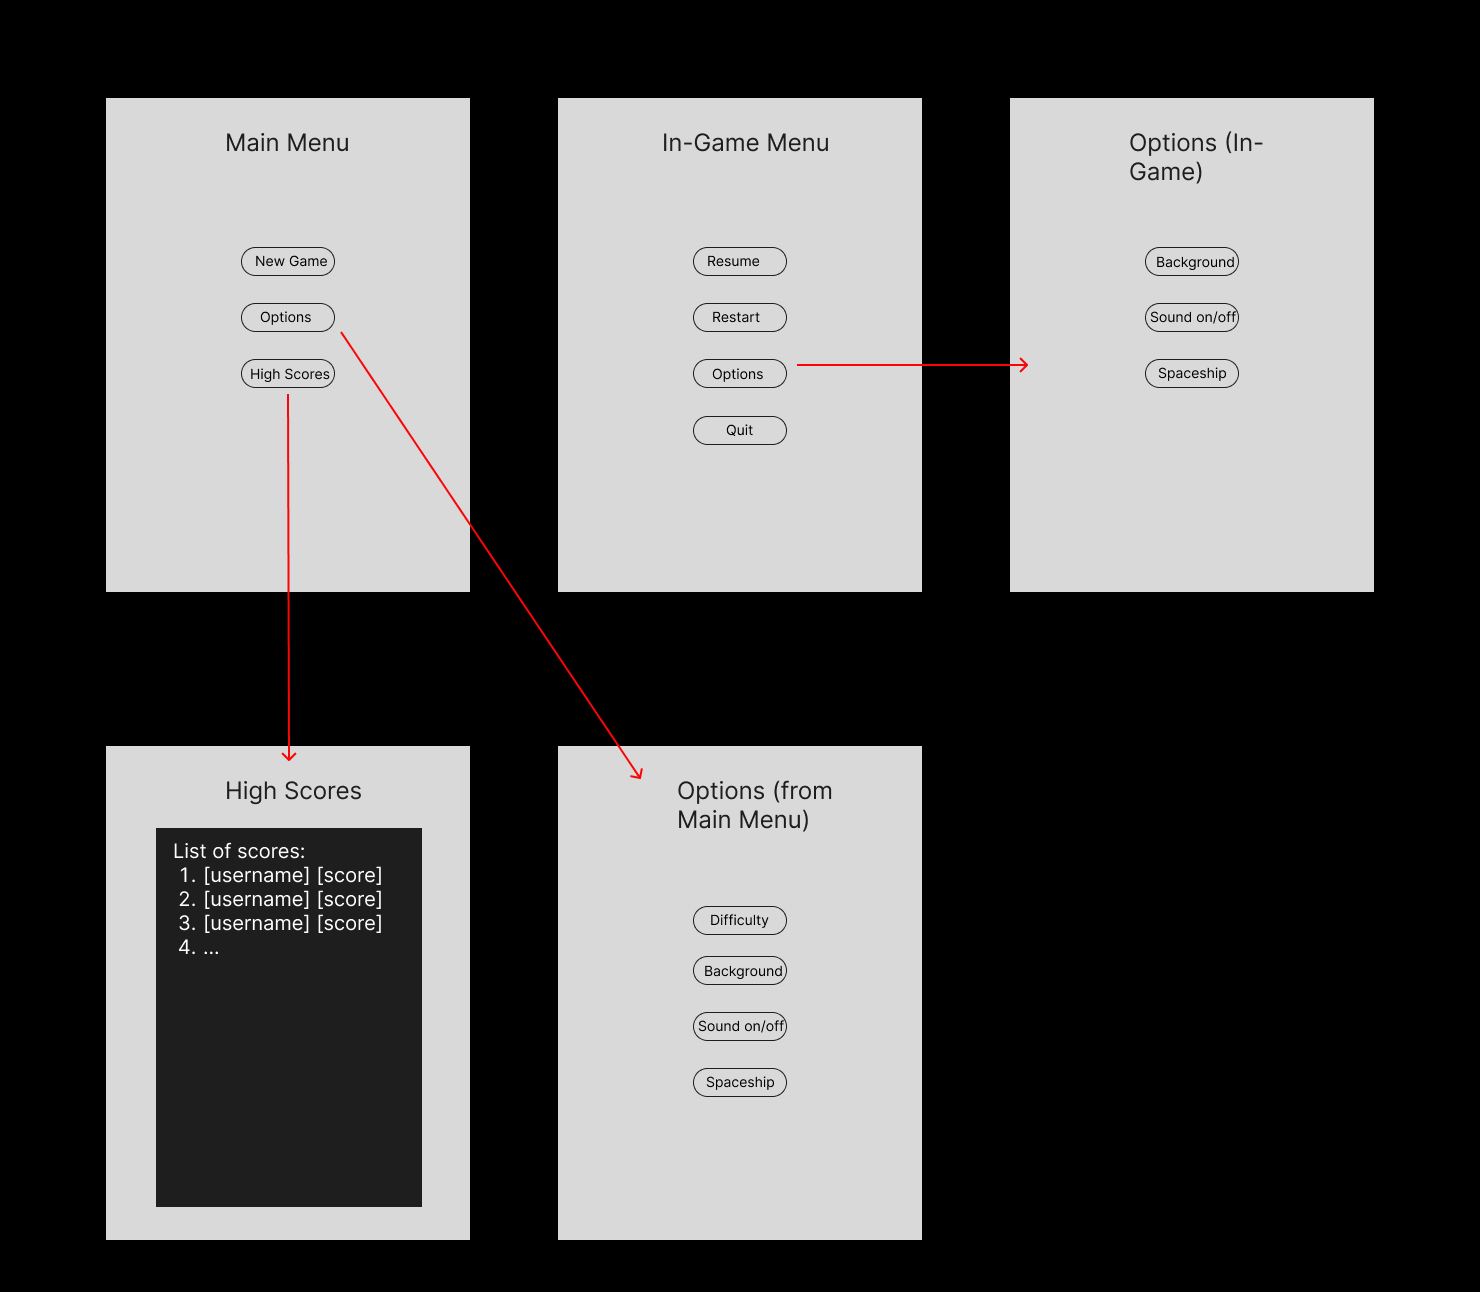 Main Menu
New Game
Options
High Scores
In-Game Menu
Resume
Restart
Options
Quit
Options (In-
Game)
Background
Sound on/off
Spaceship
High Scores
List of scores:
1. [username] [score]
2. [username] [score]
3. [username] [score]
4. ...
Options (from
Main Menu)
Difficulty
Background
Sound on/off
Spaceship